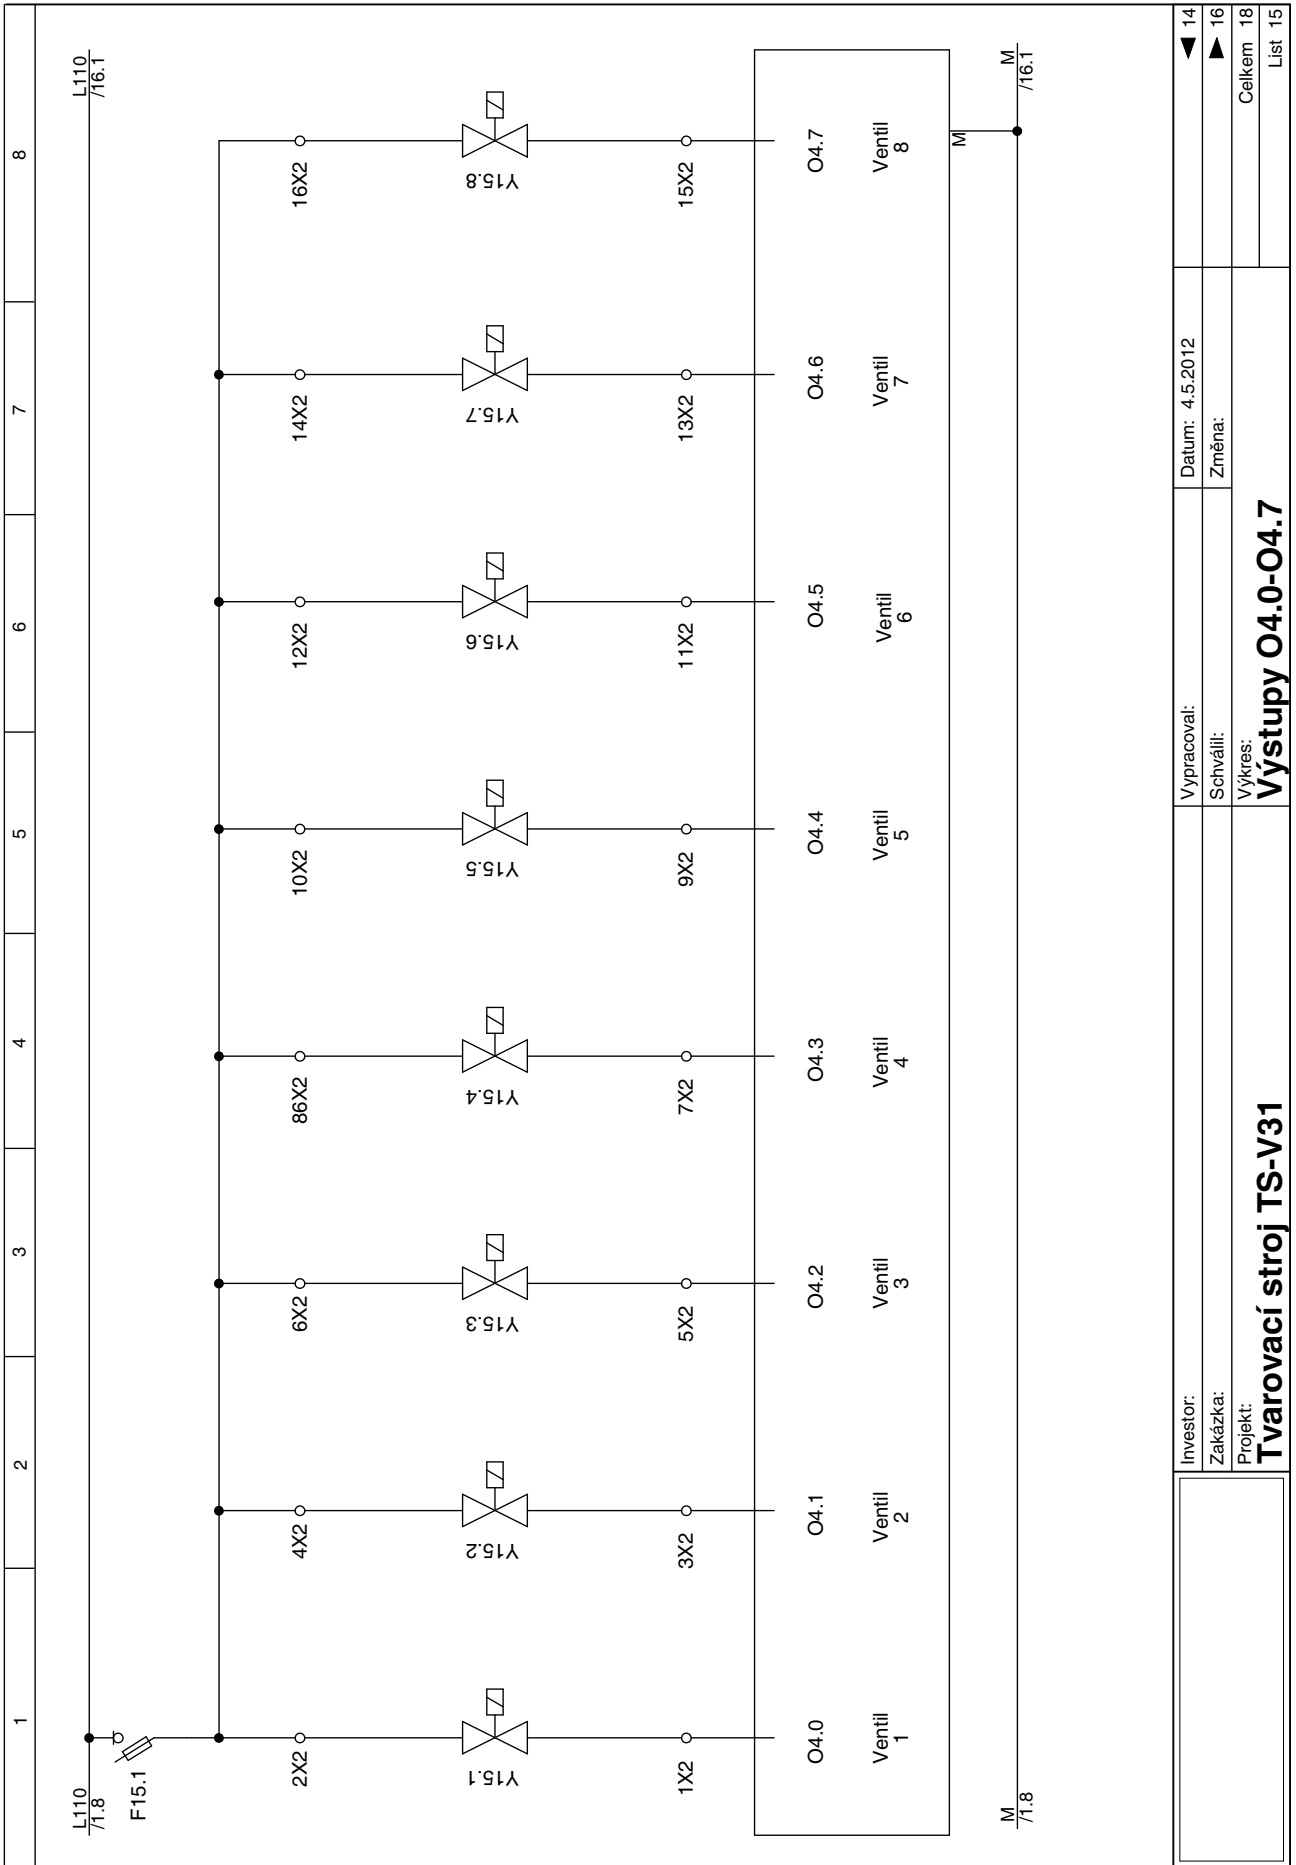 1 2 3 4 5 6 7 8
L110 L110
/1.8 /16.1
F15.1
2X2 4X2 6X2 86X2 10X2 12X2 14X2 16X2
Y15.1 Y15.2 Y15.3 Y15.4 Y15.5 Y15.6 Y15.7 Y15.8
1X2 3X2 5X2 7X2 9X2 11X2 13X2 15X2
O4.0 O4.1 O4.2 O4.3 O4.4 O4.5 O4.6 O4.7
Ventil Ventil Ventil Ventil Ventil Ventil Ventil Ventil
1 2 3 4 5 6 7 8
M
M M
/1.8 /16.1
Investor: Vypracoval: Datum: 4.5.2012 ◀ 14
Zakázka: Schválil: Změna: ▶ 16
Projekt: Výkres: Celkem 18
Tvarovací stroj TS-V31 Výstupy O4.0-O4.7 List 15